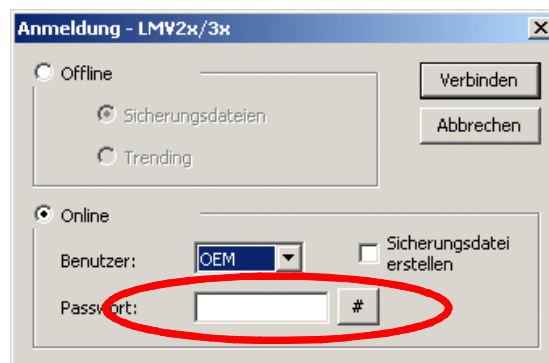 Anmeldung - LMV2x/3x
Offline
Verbinden
Sicherungsdateien
Abbrechen
Trending
Online
Benutzer:
OEM
Sicherungsdatei
erstellen
Passwort:
#